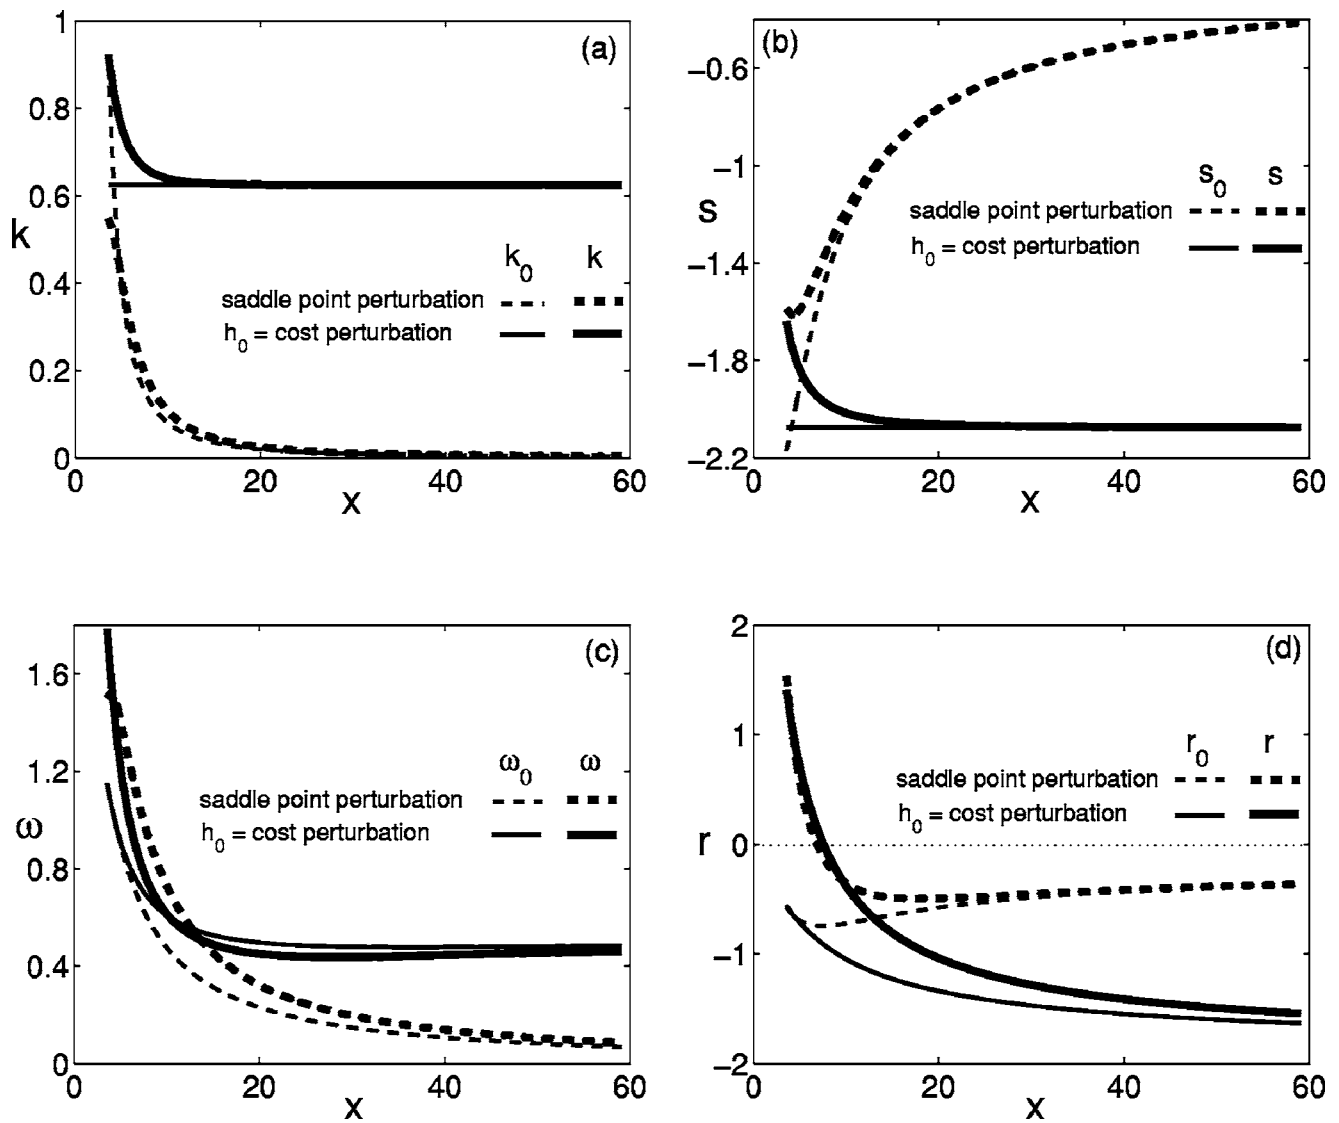 1
(a)
0.8
0.6
k
k₀ k
0.4
saddle point perturbation
h₀ = cost perturbation
0.2
0
0 20 40 60
x
(b)
−0.6
−1
s₀ s
s
saddle point perturbation
h₀ = cost perturbation
−1.4
−1.8
−2.2
0 20 40 60
x
(c)
1.6
ω₀ ω
1.2
saddle point perturbation
ω
h₀ = cost perturbation
0.8
0.4
0
0 20 40 60
x
2
(d)
1
r₀ r
saddle point perturbation
h₀ = cost perturbation
r
0
−1
−2
0 20 40 60
x